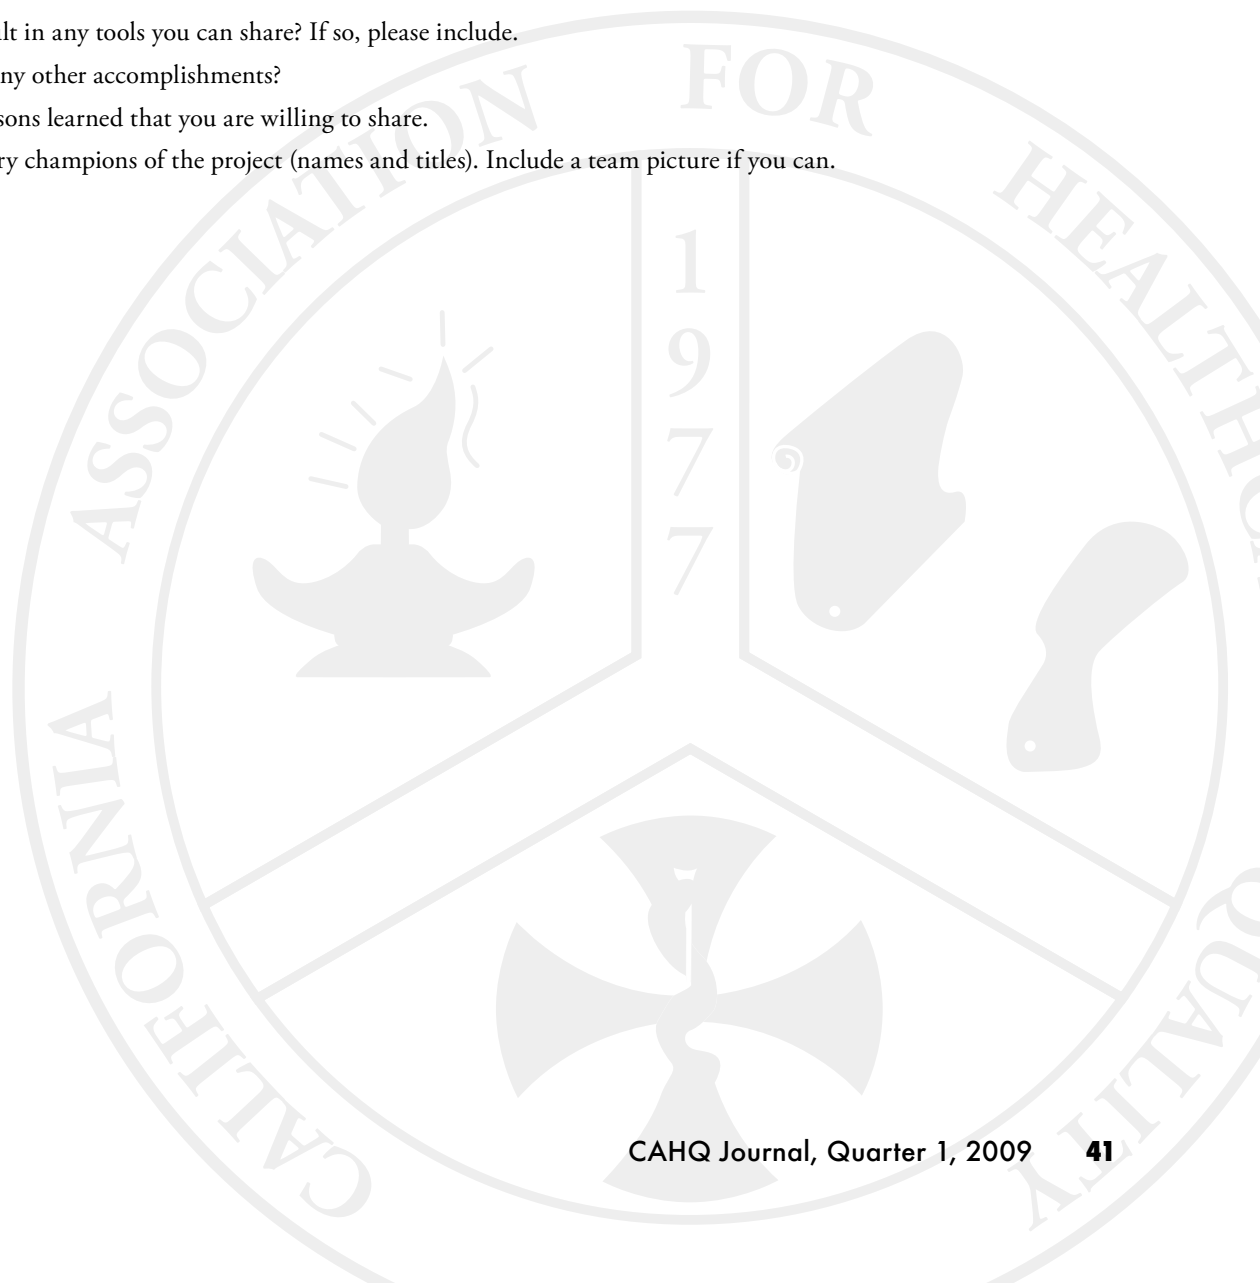 lt in any tools you can share? If so, please include.
ny other accomplishments?
sons learned that you are willing to share.
ry champions of the project (names and titles). Include a team picture if you can.
CALIFORNIA ASSOCIATION FOR HEALTHC
QUALITY
1
9
7
7
CAHQ Journal, Quarter 1, 2009 41